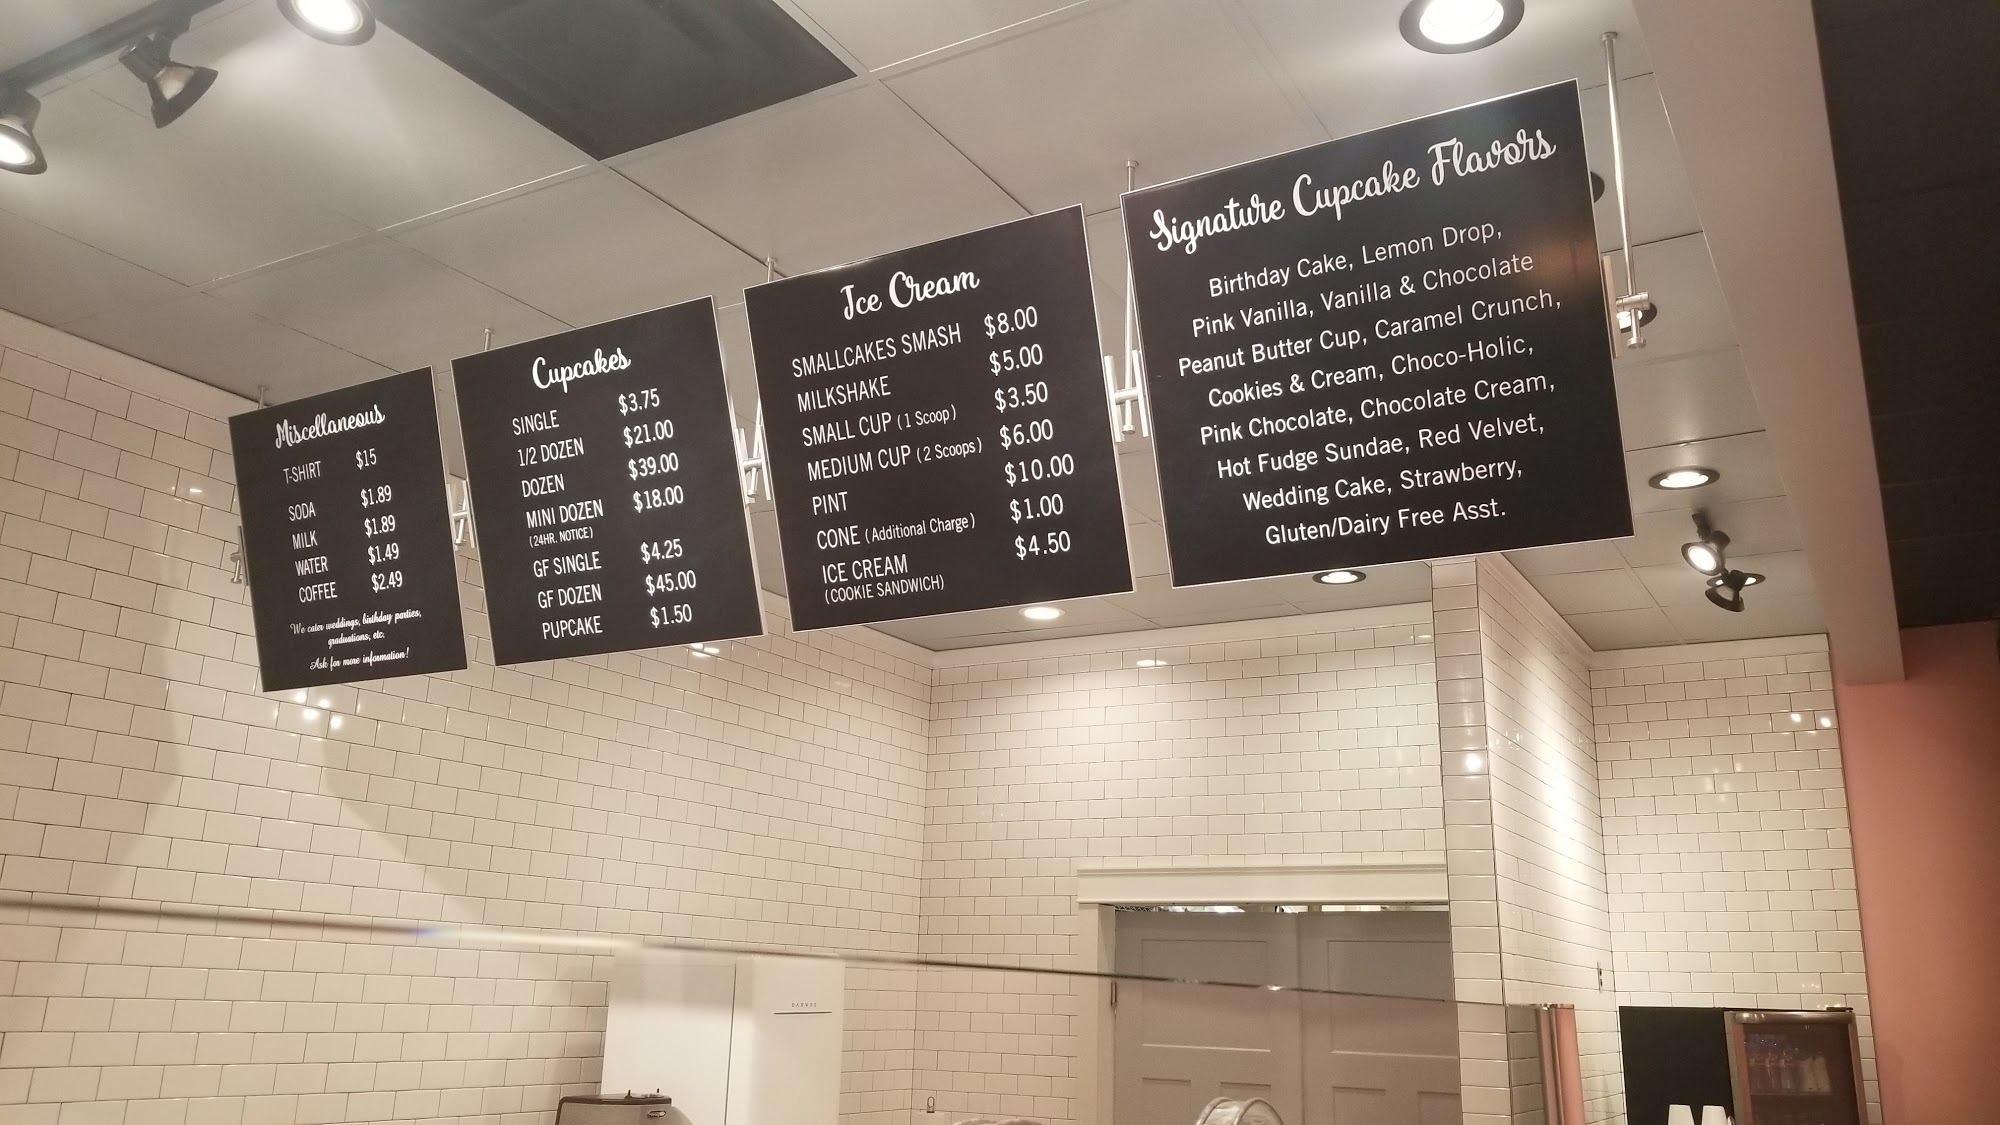 Miscellaneous
T-SHIRT $15
SODA $1.89
MILK $1.89
WATER $1.49
COFFEE $2.49
We cater weddings, birthday parties,
graduations, etc.
Ask for more information!
Cupcakes
SINGLE $3.75
1/2 DOZEN $21.00
DOZEN $39.00
MINI DOZEN $18.00
(24HR. NOTICE)
GF SINGLE $4.25
GF DOZEN $45.00
PUPCAKE $1.50
Ice Cream
SMALLCAKES SMASH $8.00
MILKSHAKE $5.00
SMALL CUP (1 Scoop) $3.50
MEDIUM CUP (2 Scoops) $6.00
PINT $10.00
CONE (Additional Charge) $1.00
ICE CREAM $4.50
(COOKIE SANDWICH)
Signature Cupcake Flavors
Birthday Cake, Lemon Drop,
Pink Vanilla, Vanilla & Chocolate
Peanut Butter Cup, Caramel Crunch,
Cookies & Cream, Choco-Holic,
Pink Chocolate, Chocolate Cream,
Hot Fudge Sundae, Red Velvet,
Wedding Cake, Strawberry,
Gluten/Dairy Free Asst.